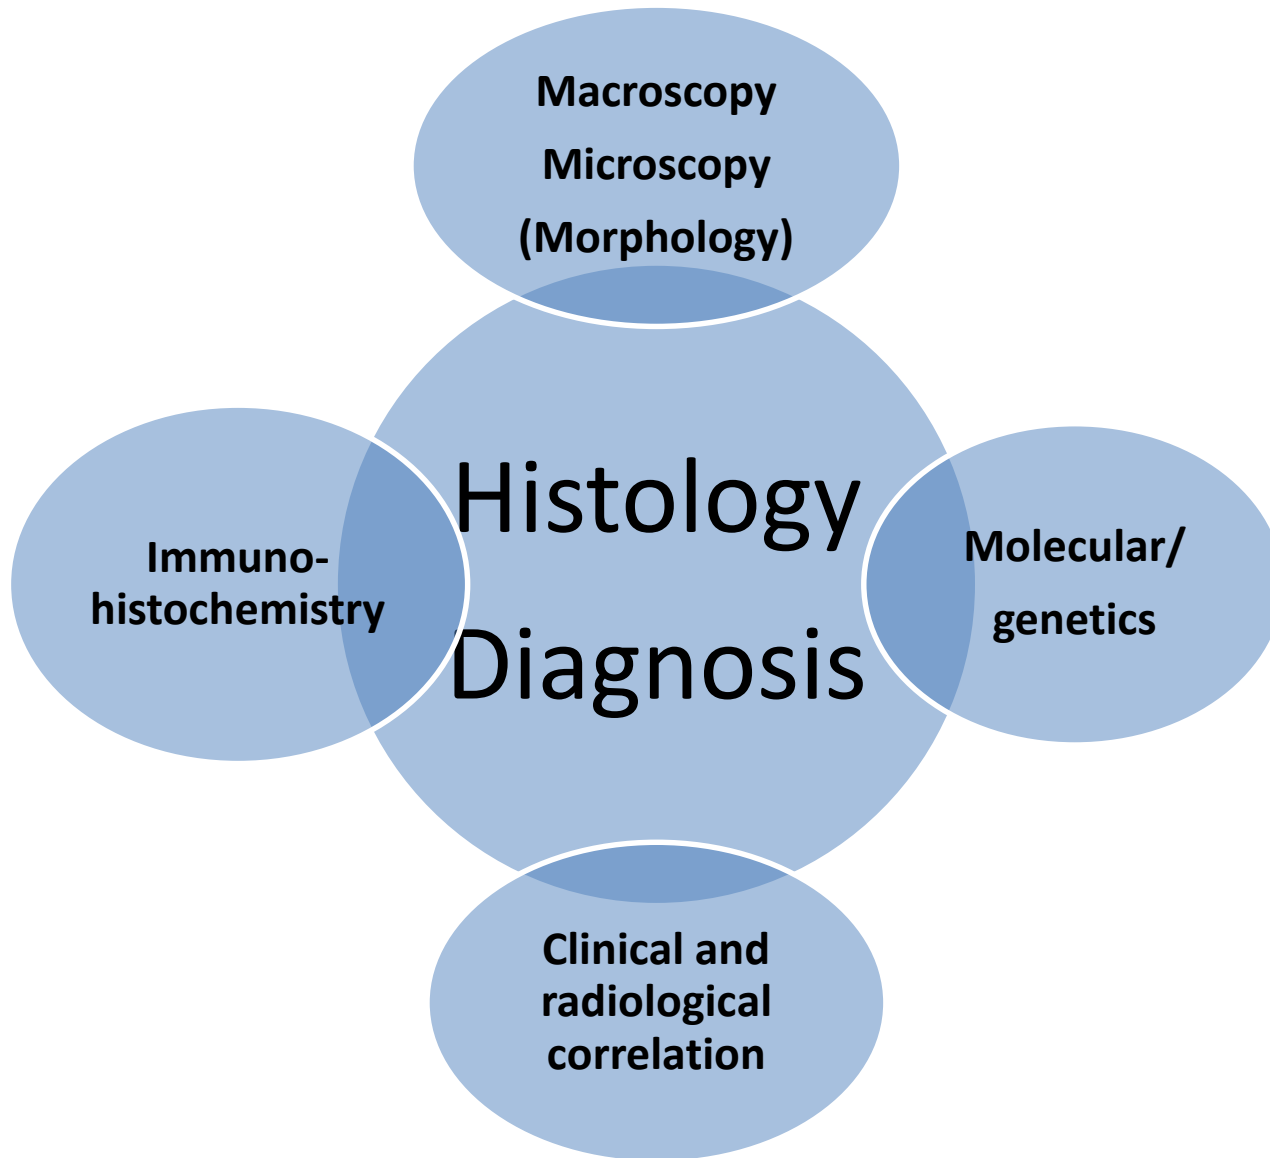 Macroscopy
Microscopy
(Morphology)
Histology
Diagnosis
Immuno-
histochemistry
Molecular/
genetics
Clinical and
radiological
correlation